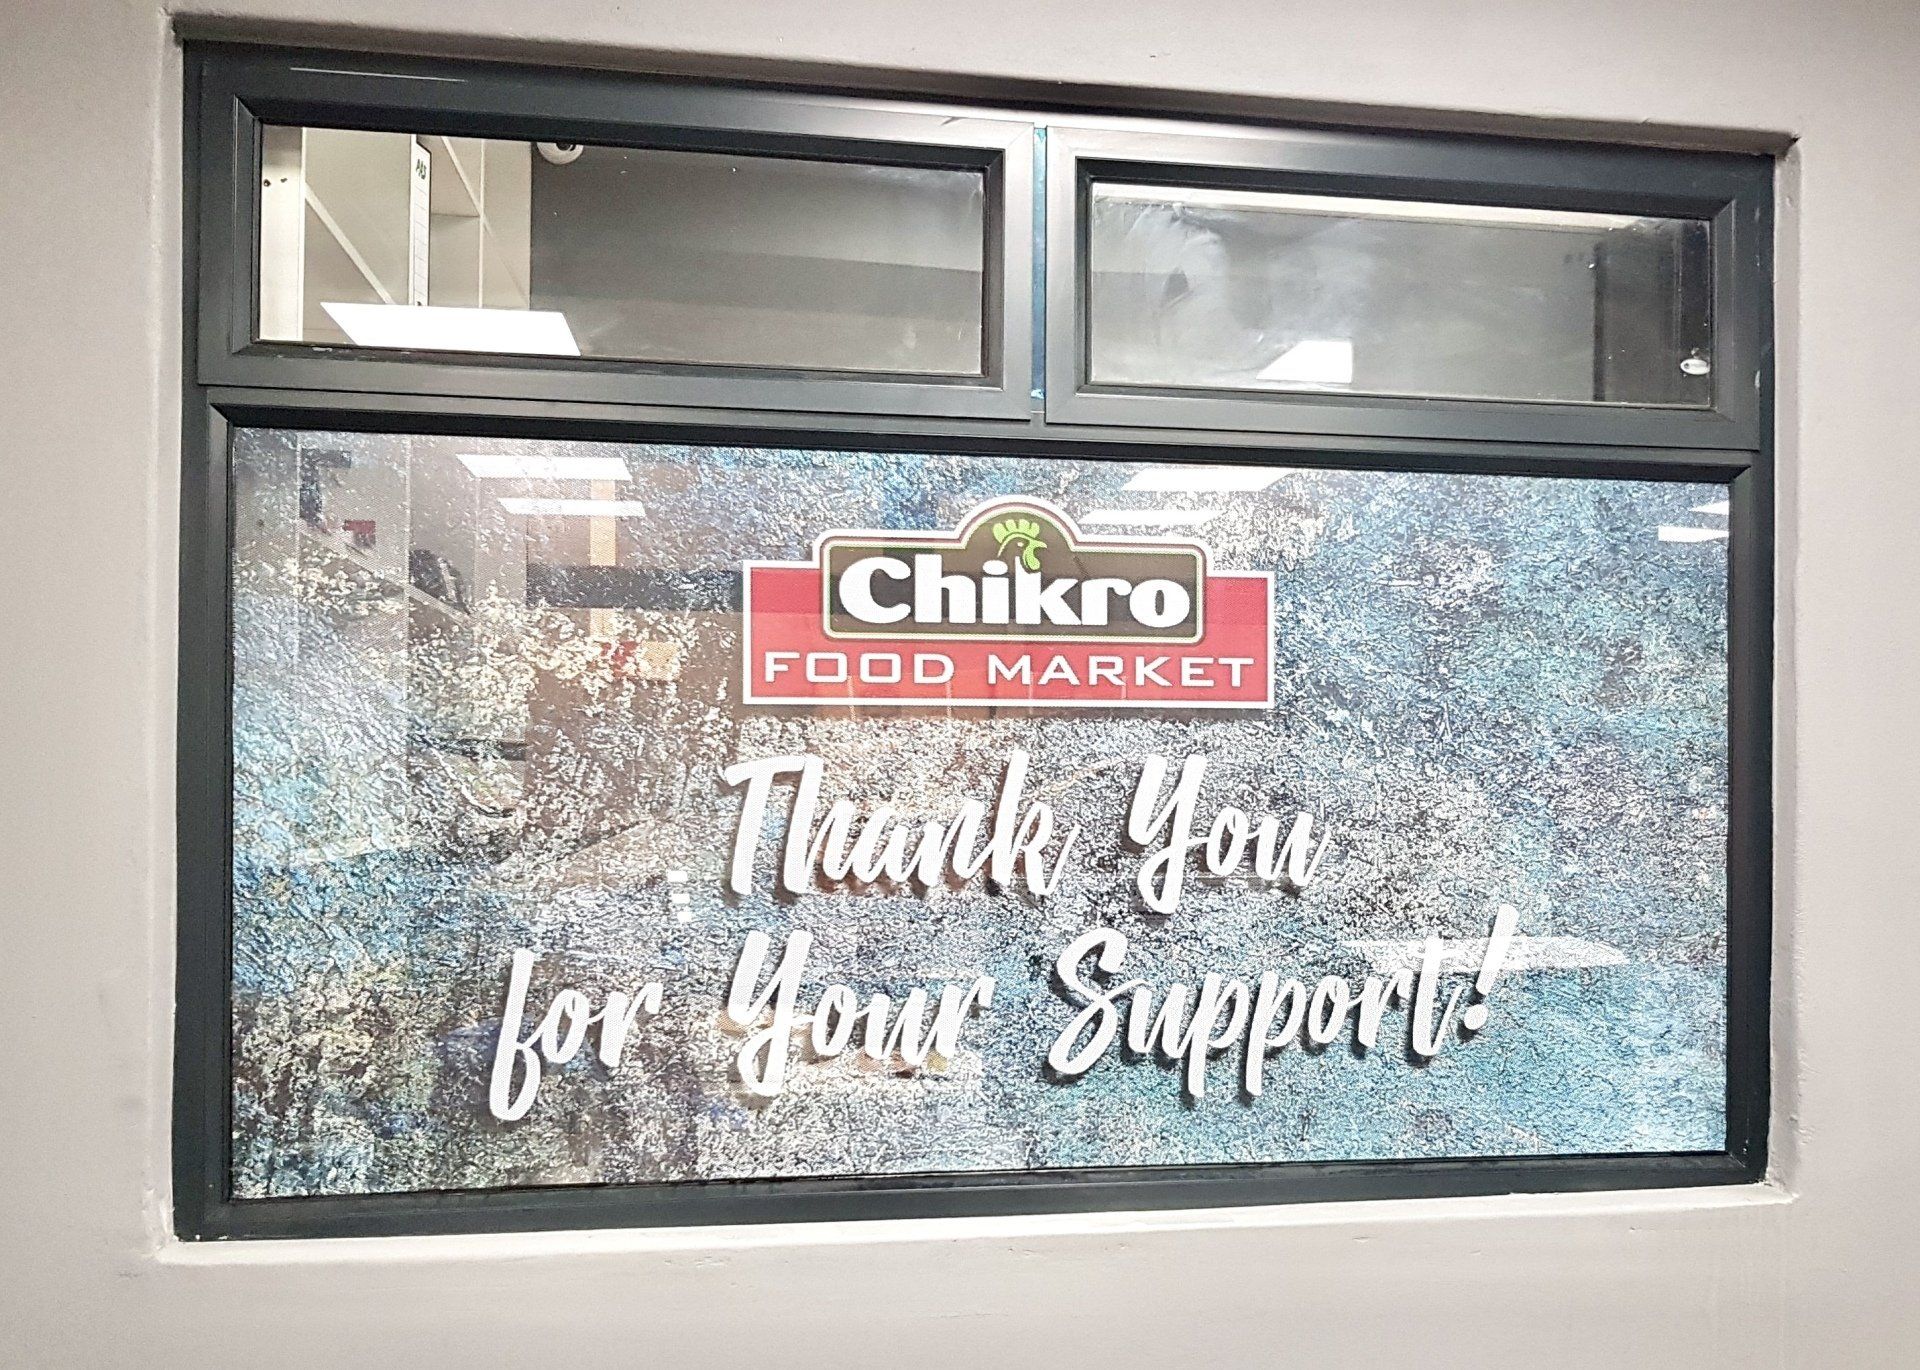 Chikro
FOOD MARKET
Thank You
for Your Support!